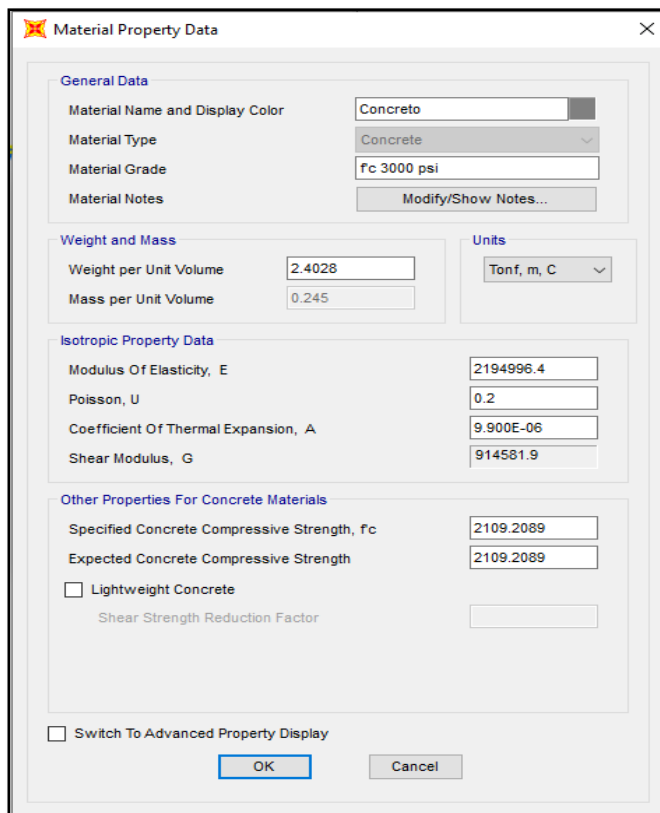 Material Property Data
General Data
Material Name and Display Color Concreto
Material Type Concrete
Material Grade f'c 3000 psi
Material Notes Modify/Show Notes...
Weight and Mass Units
Weight per Unit Volume 2.4028 Tonf, m, C
Mass per Unit Volume 0.245
Isotropic Property Data
Modulus Of Elasticity, E 2194996.4
Poisson, U 0.2
Coefficient Of Thermal Expansion, A 9.900E-06
Shear Modulus, G 914581.9
Other Properties For Concrete Materials
Specified Concrete Compressive Strength, f'c 2109.2089
Expected Concrete Compressive Strength 2109.2089
Lightweight Concrete
Shear Strength Reduction Factor
Switch To Advanced Property Display
OK Cancel